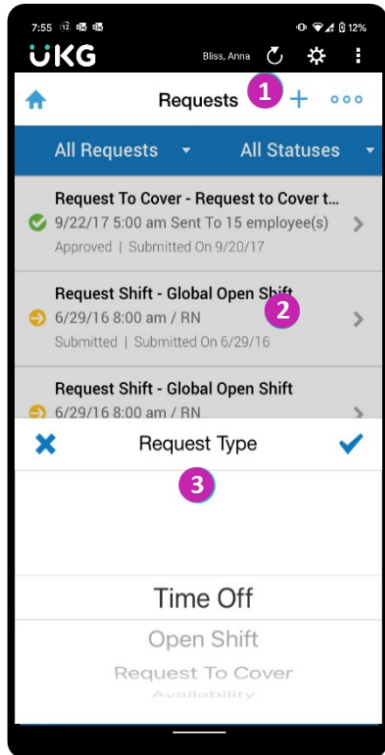 7:55 12 12%
UKG Bliss, Anna
Requests 1
All Requests All Statuses
Request To Cover - Request to Cover t...
9/22/17 5:00 am Sent To 15 employee(s)
Approved | Submitted On 9/20/17
Request Shift - Global Open Shift
6/29/16 8:00 am / RN 2
Submitted | Submitted On 6/29/16
Request Shift - Global Open Shift
6/29/16 8:00 am / RN
Request Type
3
Time Off
Open Shift
Request To Cover
Availability